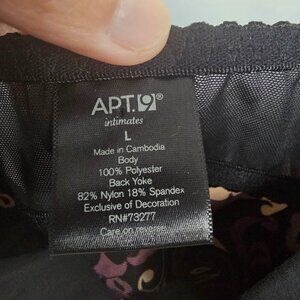 APT.9®
intimates
L
Made in Cambodia
Body
100% Polyester
Back Yoke
82% Nylon 18% Spandex
Exclusive of Decoration
RN#73277
Care on reverse